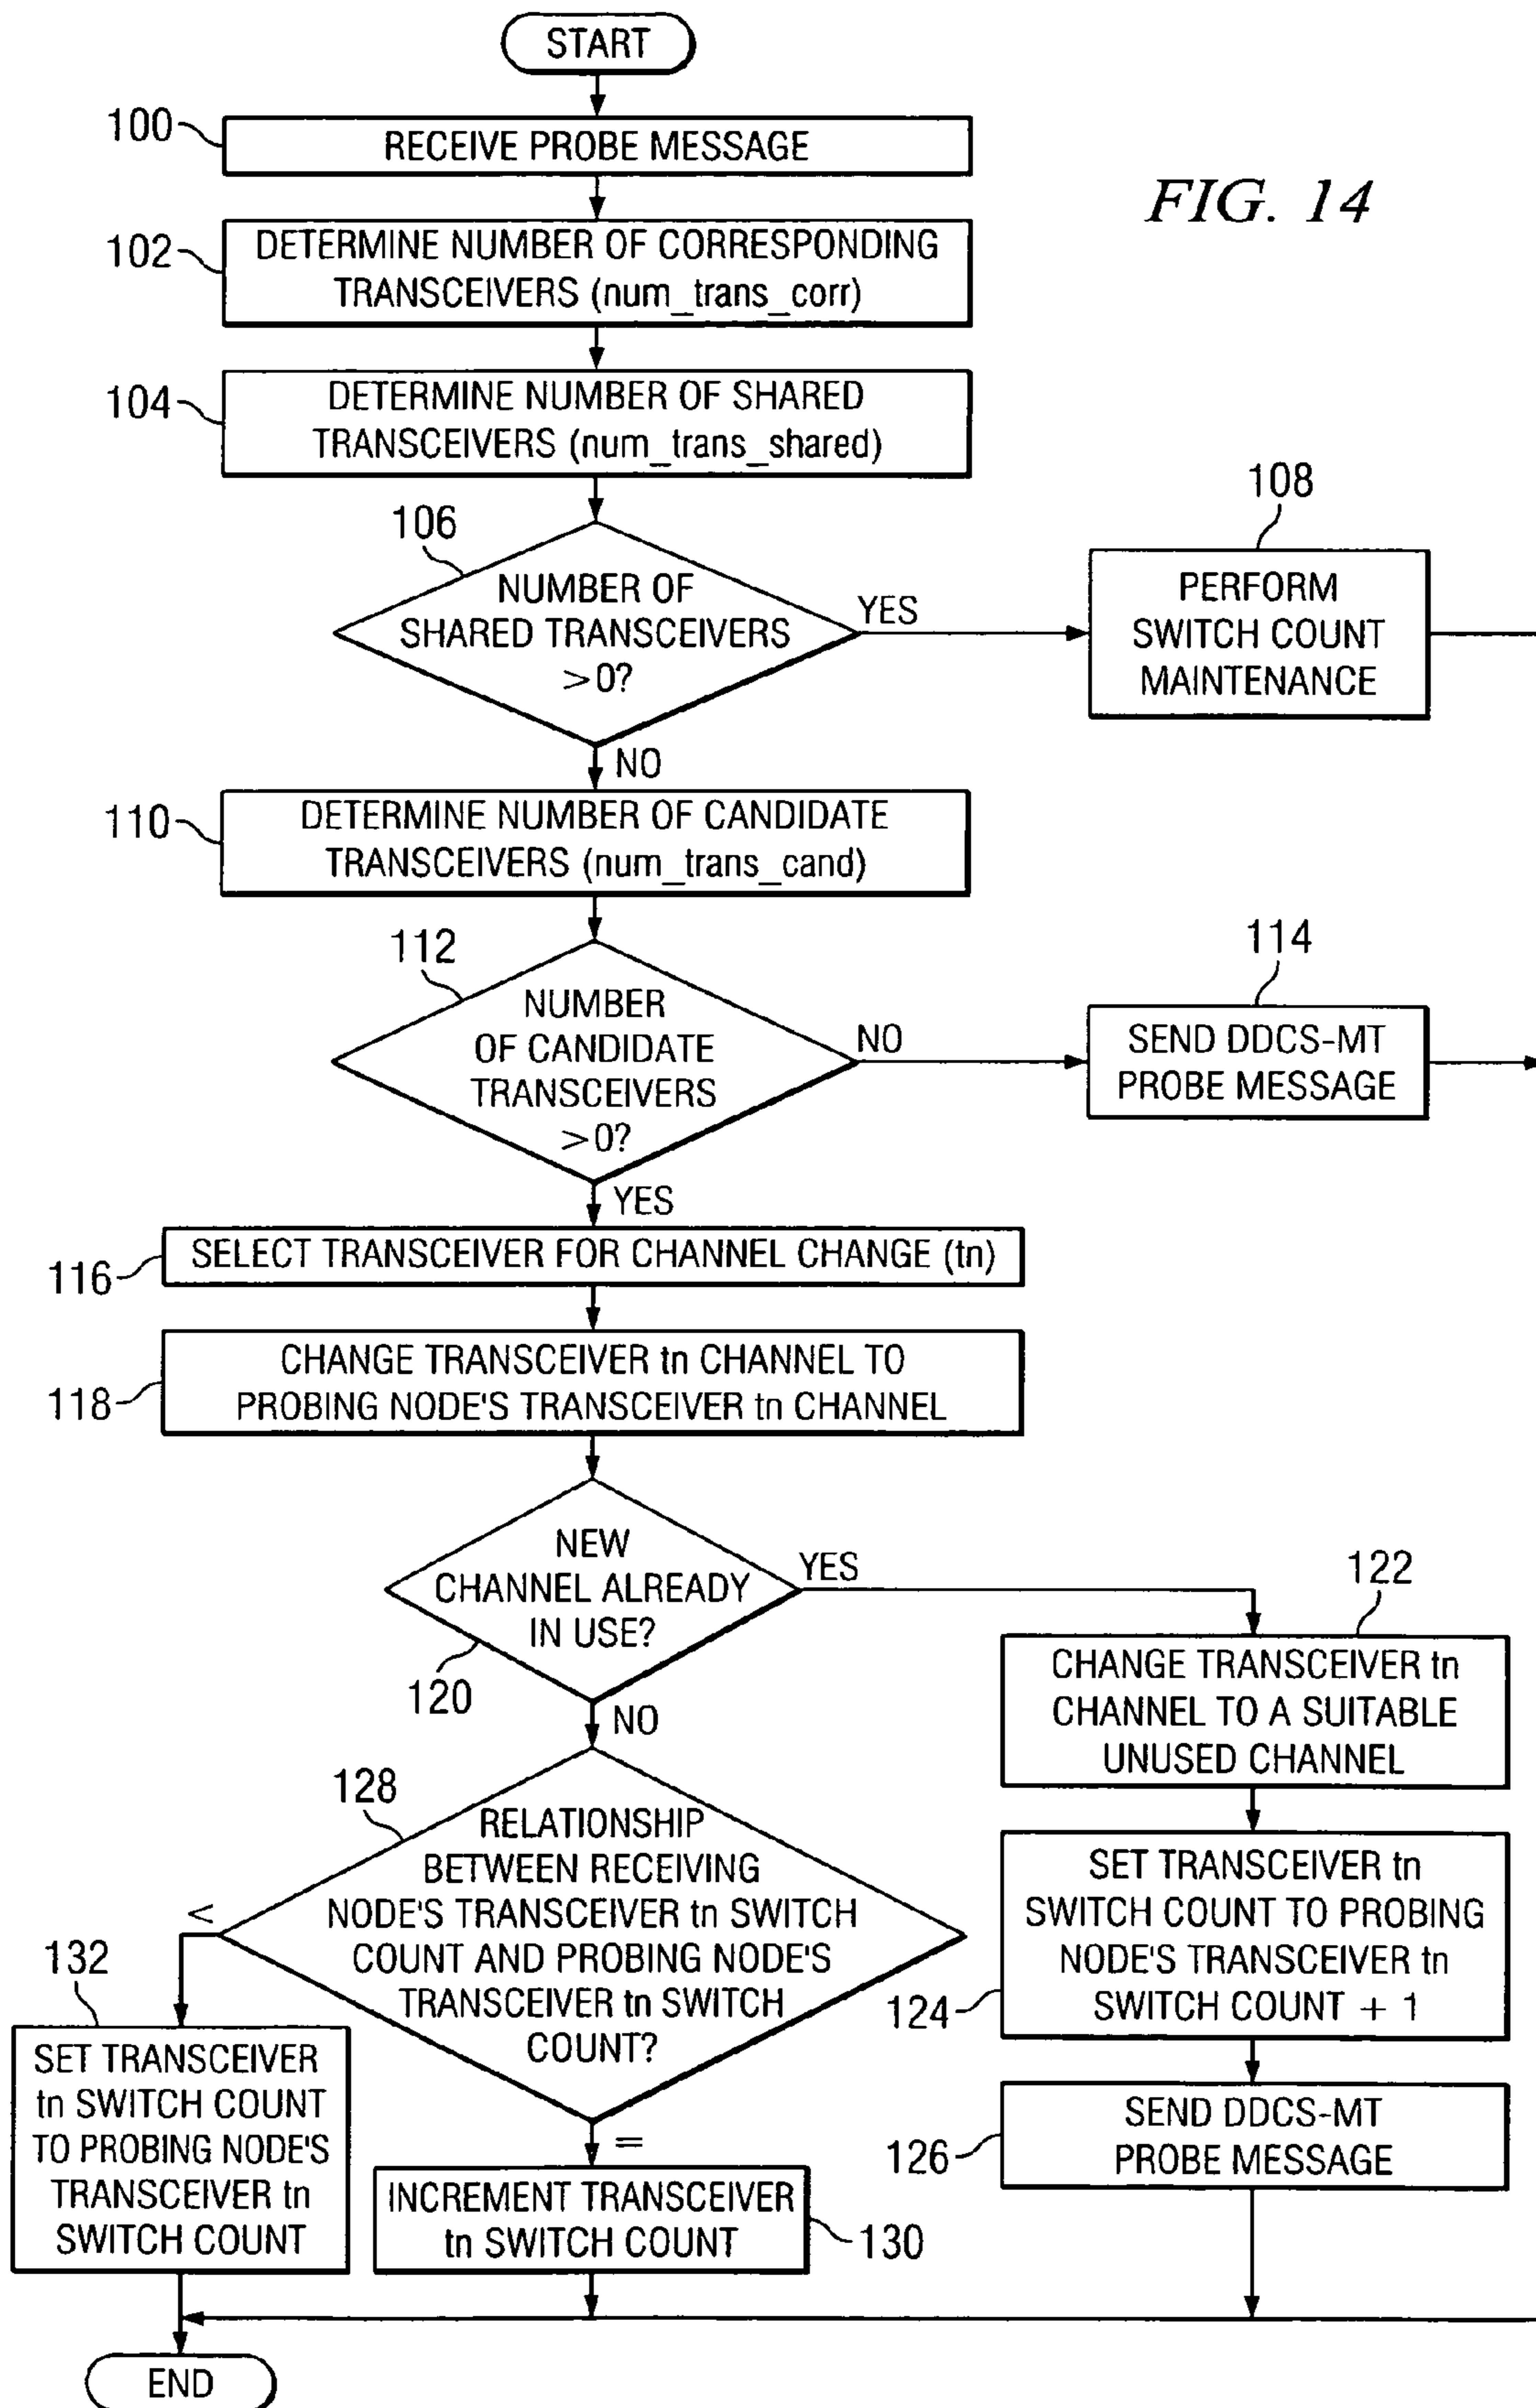 START
100
RECEIVE PROBE MESSAGE
FIG. 14
102
DETERMINE NUMBER OF CORRESPONDING
TRANSCEIVERS (num_trans_corr)
104
DETERMINE NUMBER OF SHARED
TRANSCEIVERS (num_trans_shared)
106
NUMBER OF
SHARED TRANSCEIVERS
>0?
YES
108
PERFORM
SWITCH COUNT
MAINTENANCE
NO
110
DETERMINE NUMBER OF CANDIDATE
TRANSCEIVERS (num_trans_cand)
112
NUMBER
OF CANDIDATE
TRANSCEIVERS
>0?
NO
114
SEND DDCS-MT
PROBE MESSAGE
YES
116
SELECT TRANSCEIVER FOR CHANNEL CHANGE (tn)
118
CHANGE TRANSCEIVER tn CHANNEL TO
PROBING NODE'S TRANSCEIVER tn CHANNEL
NEW
CHANNEL ALREADY
IN USE?
120
YES
122
CHANGE TRANSCEIVER tn
CHANNEL TO A SUITABLE
UNUSED CHANNEL
NO
128
RELATIONSHIP
BETWEEN RECEIVING
NODE'S TRANSCEIVER tn SWITCH
COUNT AND PROBING NODE'S
TRANSCEIVER tn SWITCH
COUNT?
124
SET TRANSCEIVER tn
SWITCH COUNT TO PROBING
NODE'S TRANSCEIVER tn
SWITCH COUNT + 1
<
132
SET TRANSCEIVER
tn SWITCH COUNT
TO PROBING NODE'S
TRANSCEIVER tn
SWITCH COUNT
=
INCREMENT TRANSCEIVER
tn SWITCH COUNT
130
126
SEND DDCS-MT
PROBE MESSAGE
END